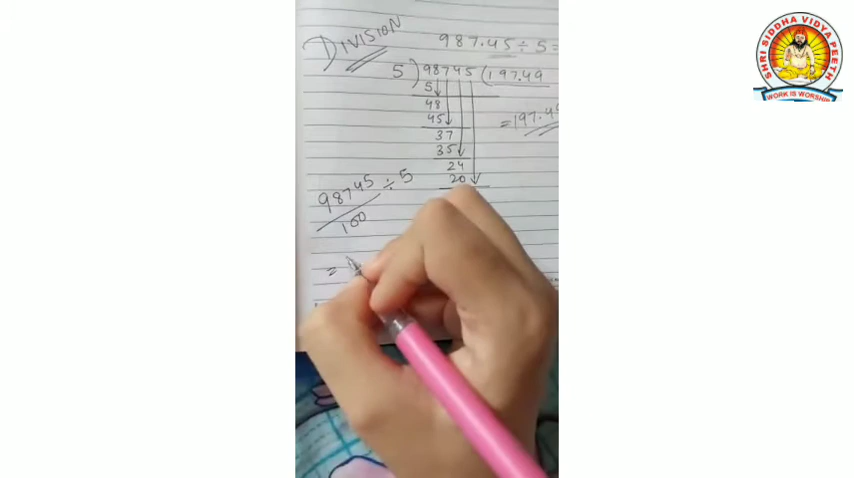 DIVISION
987.45 ÷ 5 =
5 ) 98745 ( 197.49
5
48
45
37
35
24
20
= 197.4
98745 ÷ 5
100
=
SHRI SIDDHA VIDYA PEETH
WORK IS WORSHIP